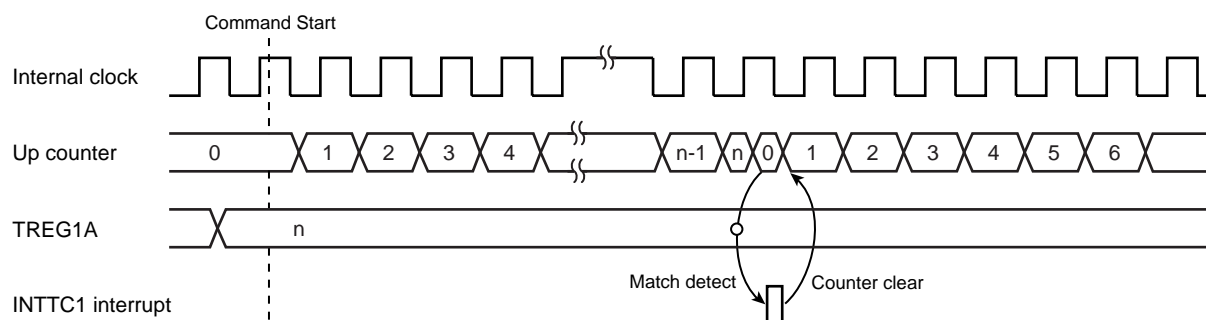 Command Start
Internal clock
Up counter 0 1 2 3 4 n-1 n 0 1 2 3 4 5 6
TREG1A n
Match detect Counter clear
INTTC1 interrupt